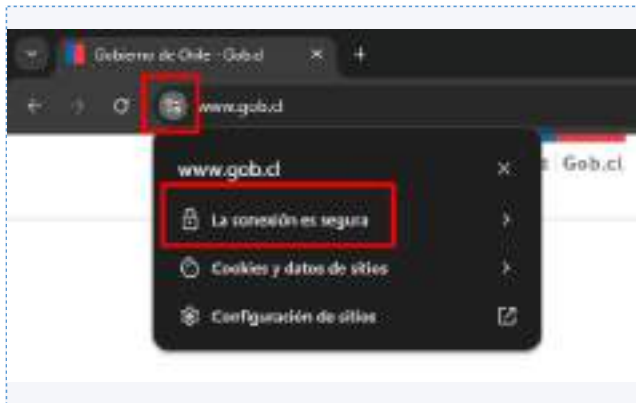 Gobierno de Chile - Gob.cl
www.gob.cl
www.gob.cl
Gob.cl
La conexión es segura
Cookies y datos de sitios
Configuración de sitios